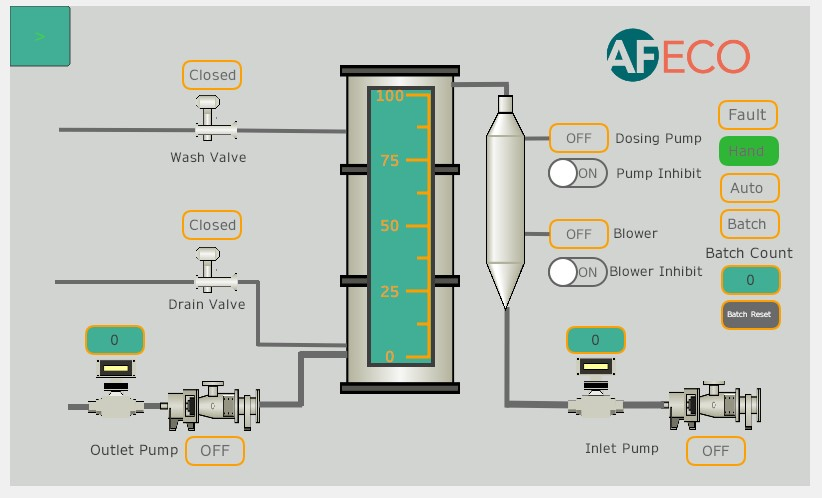 >
AFECO
Closed
Wash Valve
Closed
Drain Valve
0
Outlet Pump
OFF
100
75
50
25
0
OFF
Dosing Pump
ON
Pump Inhibit
OFF
Blower
ON
Blower Inhibit
0
Inlet Pump
OFF
Fault
Hand
Auto
Batch
Batch Count
0
Batch Reset